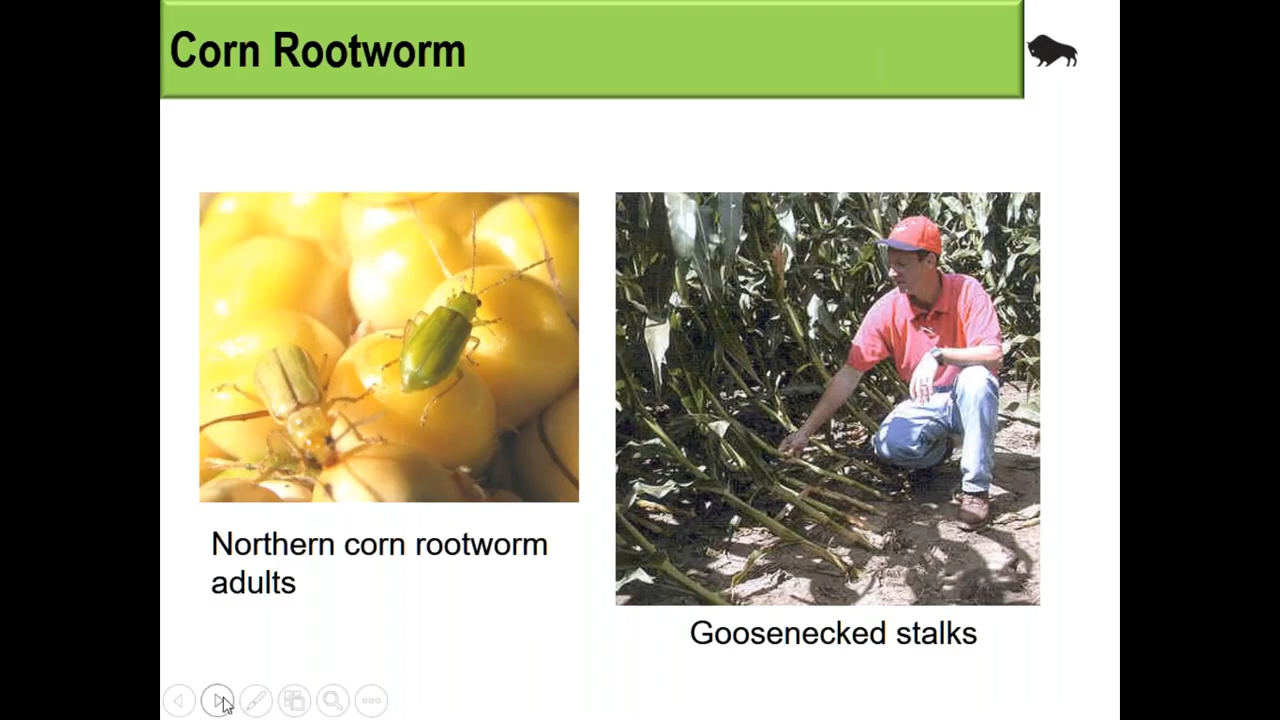 Corn Rootworm
Northern corn rootworm
adults
Goosenecked stalks